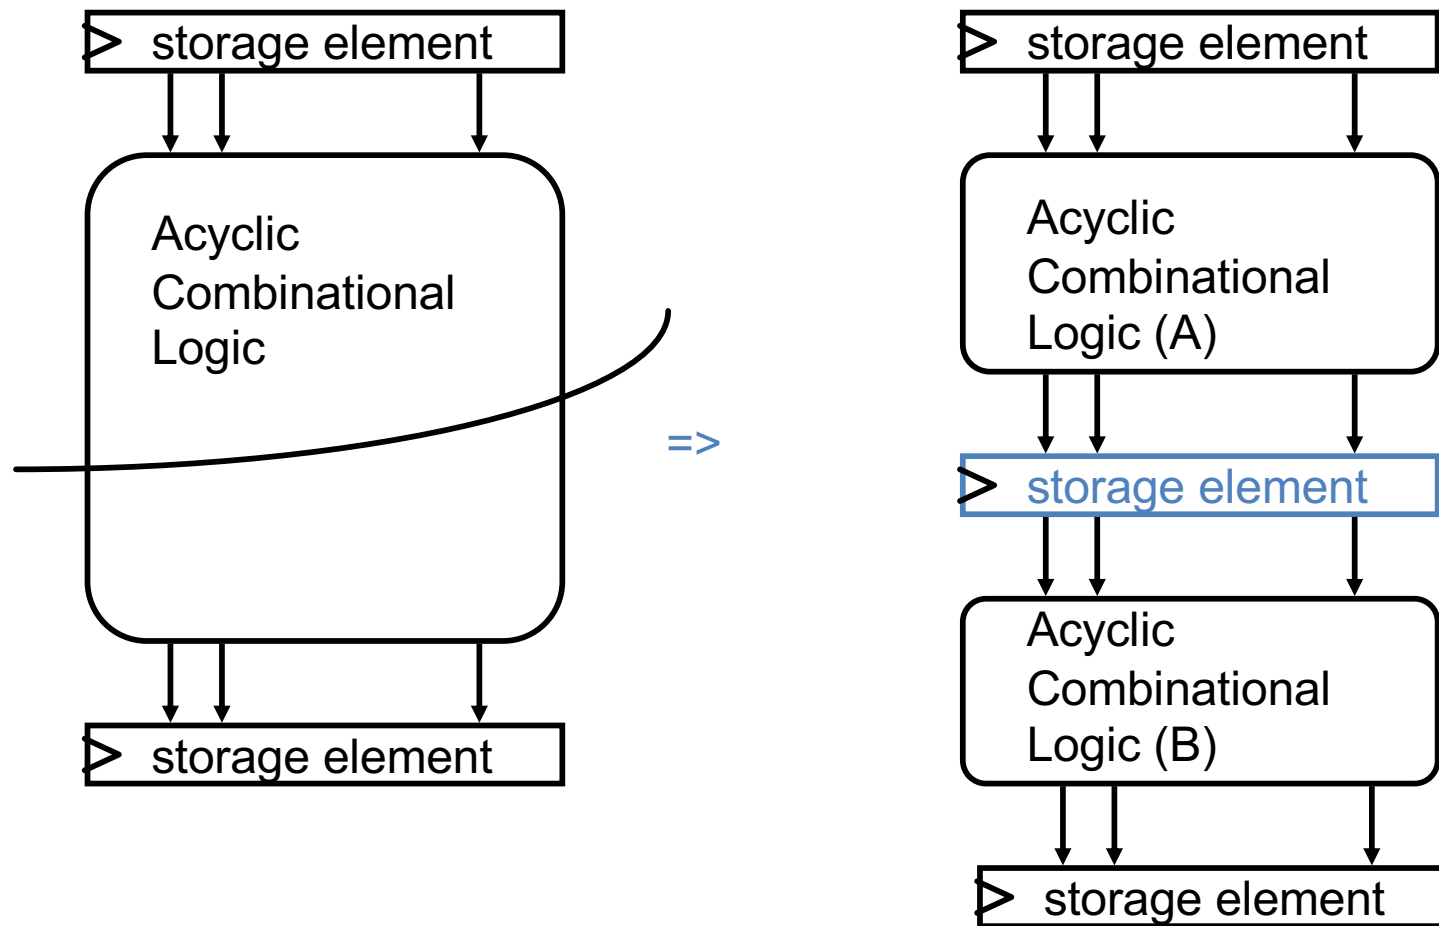 storage element
Acyclic
Combinational
Logic
storage element
=>
storage element
Acyclic
Combinational
Logic (A)
storage element
Acyclic
Combinational
Logic (B)
storage element